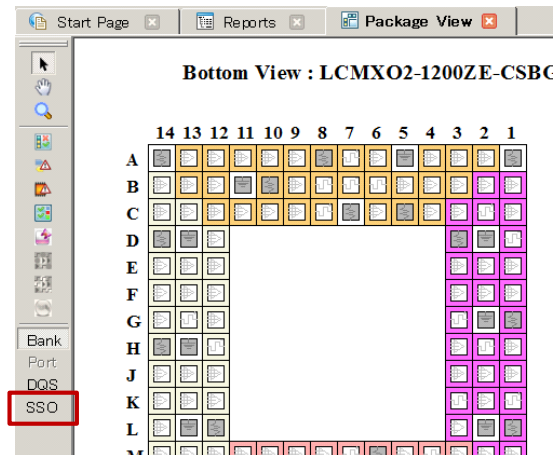 Start Page
Reports
Package View
Bottom View : LCMXO2-1200ZE-CSBG
14 13 12 11 10 9 8 7 6 5 4 3 2 1
A
B
C
D
E
F
G
H
J
K
L
M
Bank
Port
DQS
SSO